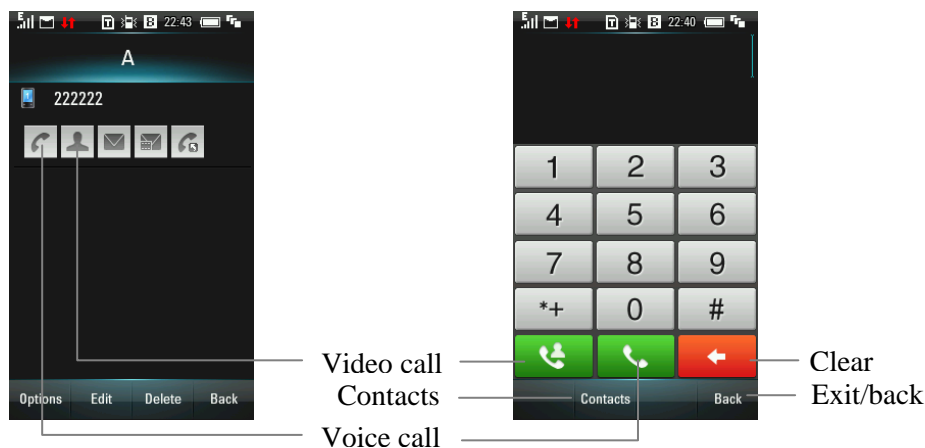 E T B 22:43
A
222222
Options Edit Delete Back
E T B 22:40
1 2 3
4 5 6
7 8 9
*+ 0 #
Contacts Back
Video call
Contacts
Voice call
Clear
Exit/back